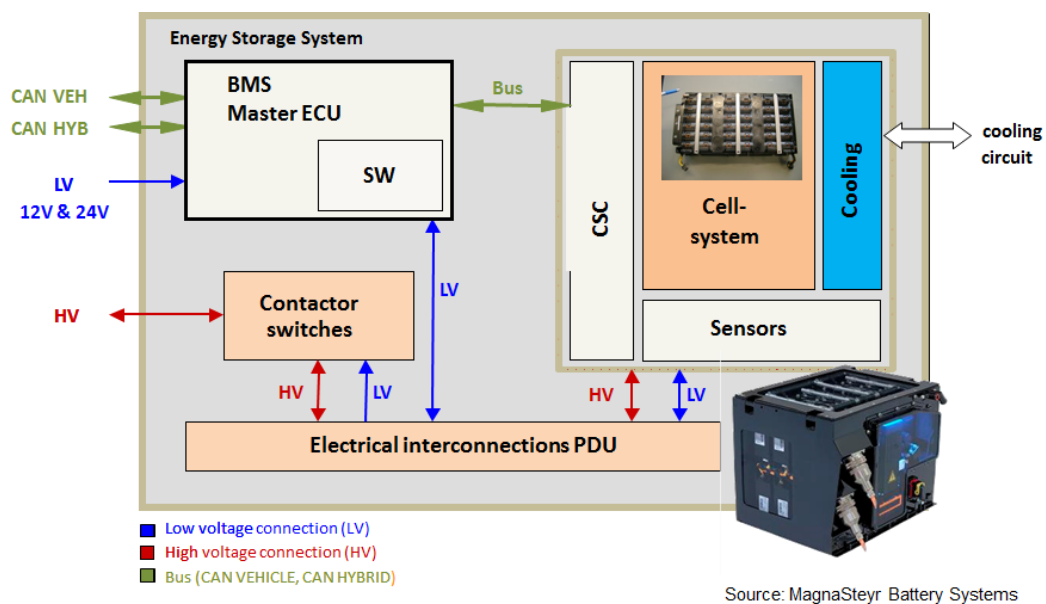 Energy Storage System
BMS
Master ECU
SW
CAN VEH
CAN HYB
LV
12V & 24V
Bus
CSC
Cell-
system
Cooling
cooling
circuit
Sensors
HV
Contactor
switches
LV
HV
LV
HV
LV
Electrical interconnections PDU
Low voltage connection (LV)
High voltage connection (HV)
Bus (CAN VEHICLE, CAN HYBRID)
Source: MagnaSteyr Battery Systems